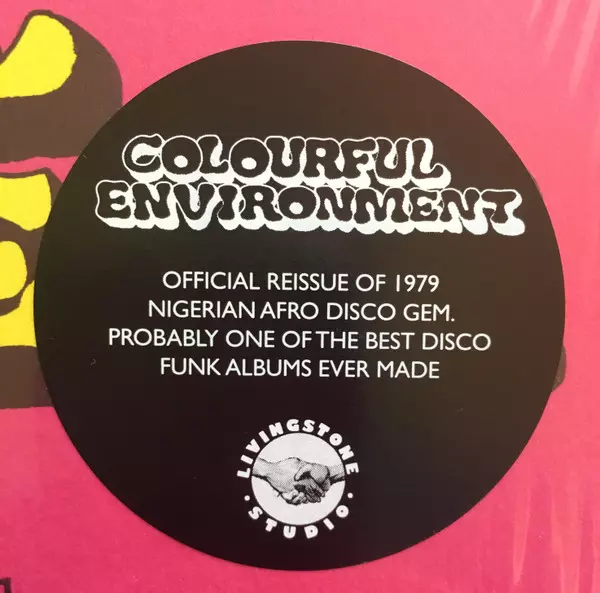 COLOURFUL
ENVIRONMENT
OFFICIAL REISSUE OF 1979
NIGERIAN AFRO DISCO GEM.
PROBABLY ONE OF THE BEST DISCO
FUNK ALBUMS EVER MADE
LIVINGSTONE
· STUDIO ·